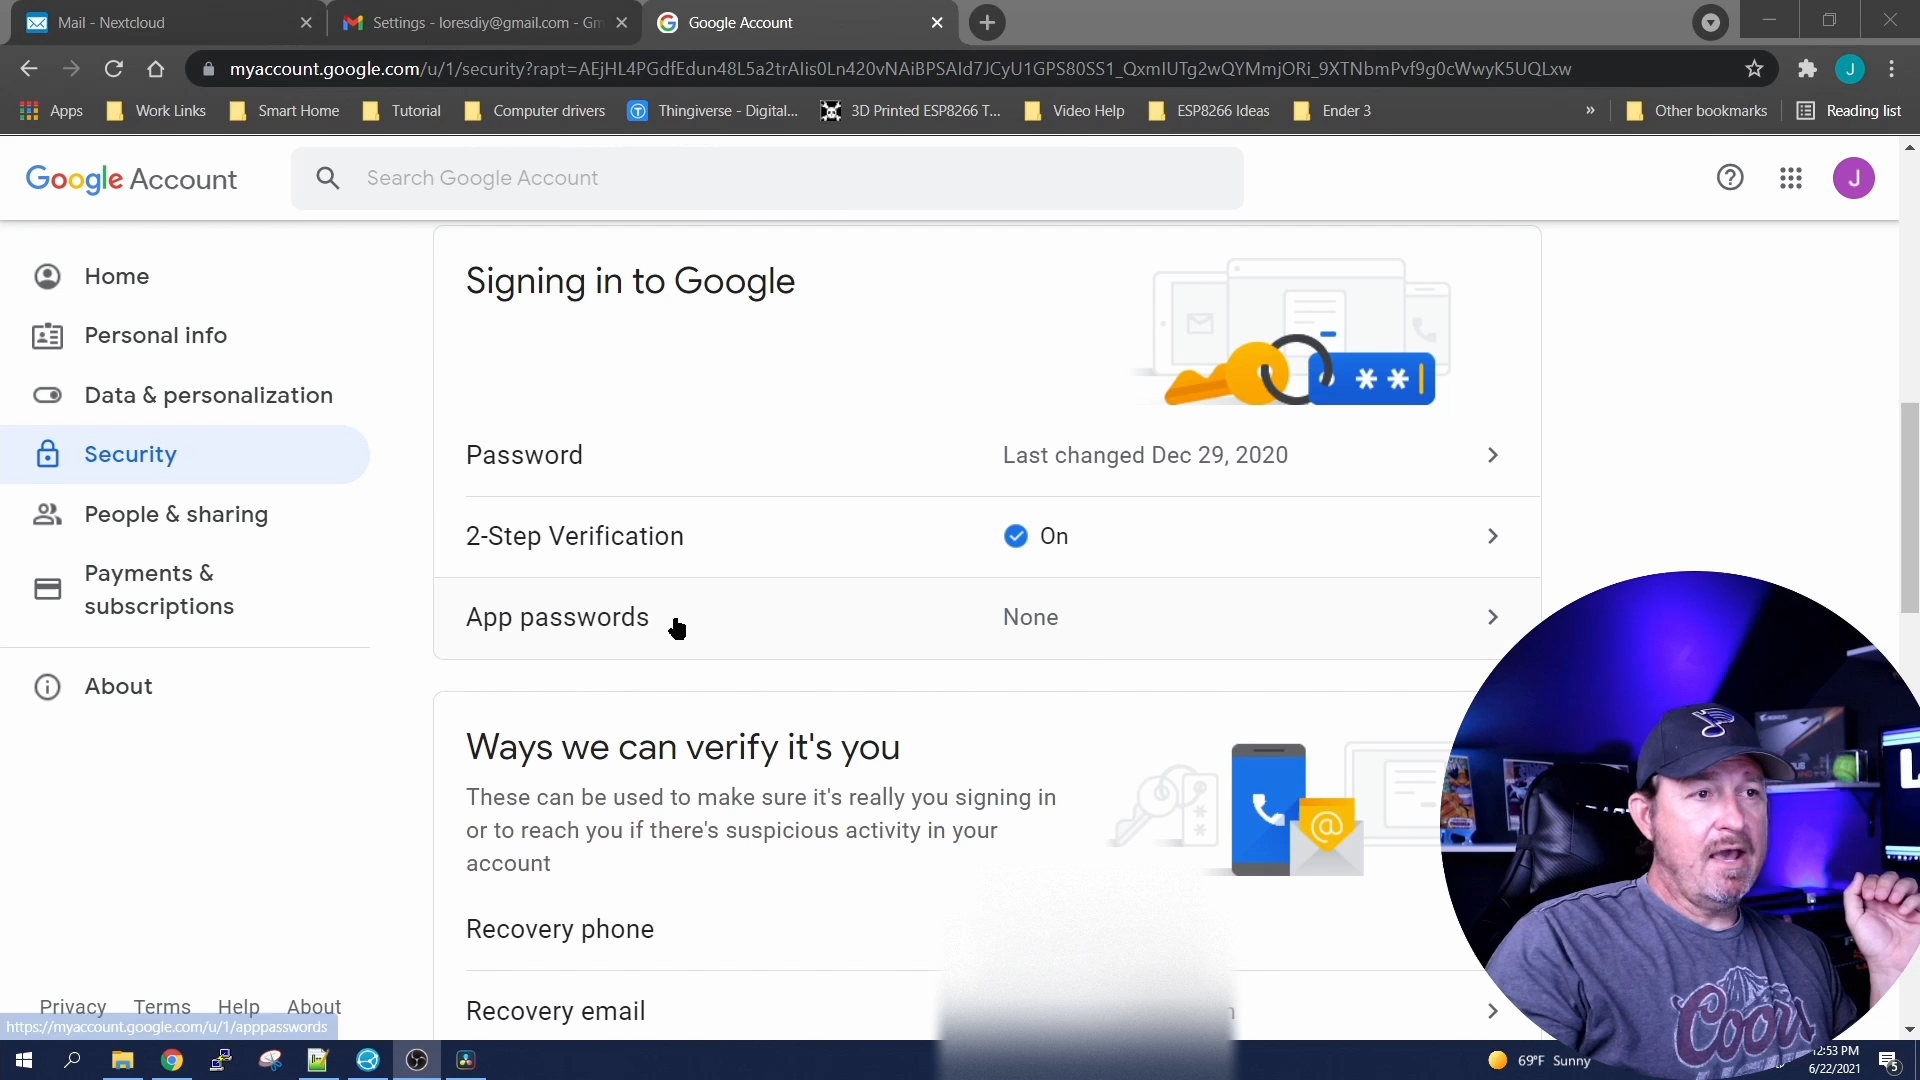 Mail - Nextcloud
Settings - loresdiy@gmail.com - Gm
Google Account
myaccount.google.com/u/1/security?rapt=AEjHL4PGdfEdun48L5a2trAIis0Ln420vNAiBPSAId7JCyU1GPS80SS1_QxmIUTg2wQYMmjORi_9XTNbmPvf9g0cWwyK5UQLxw
J
Apps
Work Links
Smart Home
Tutorial
Computer drivers
Thingiverse - Digital...
3D Printed ESP8266 T...
Video Help
ESP8266 Ideas
Ender 3
»
Other bookmarks
Reading list
Google Account
Search Google Account
J
Home
Personal info
Data & personalization
Security
People & sharing
Payments &
subscriptions
About
Signing in to Google
**
Password
Last changed Dec 29, 2020
2-Step Verification
On
App passwords
None
Ways we can verify it's you
These can be used to make sure it's really you signing in
or to reach you if there's suspicious activity in your
account
Recovery phone
Recovery email
Privacy Terms Help About
https://myaccount.google.com/u/1/apppasswords
Coors
69°F Sunny
12:53 PM
6/22/2021
5